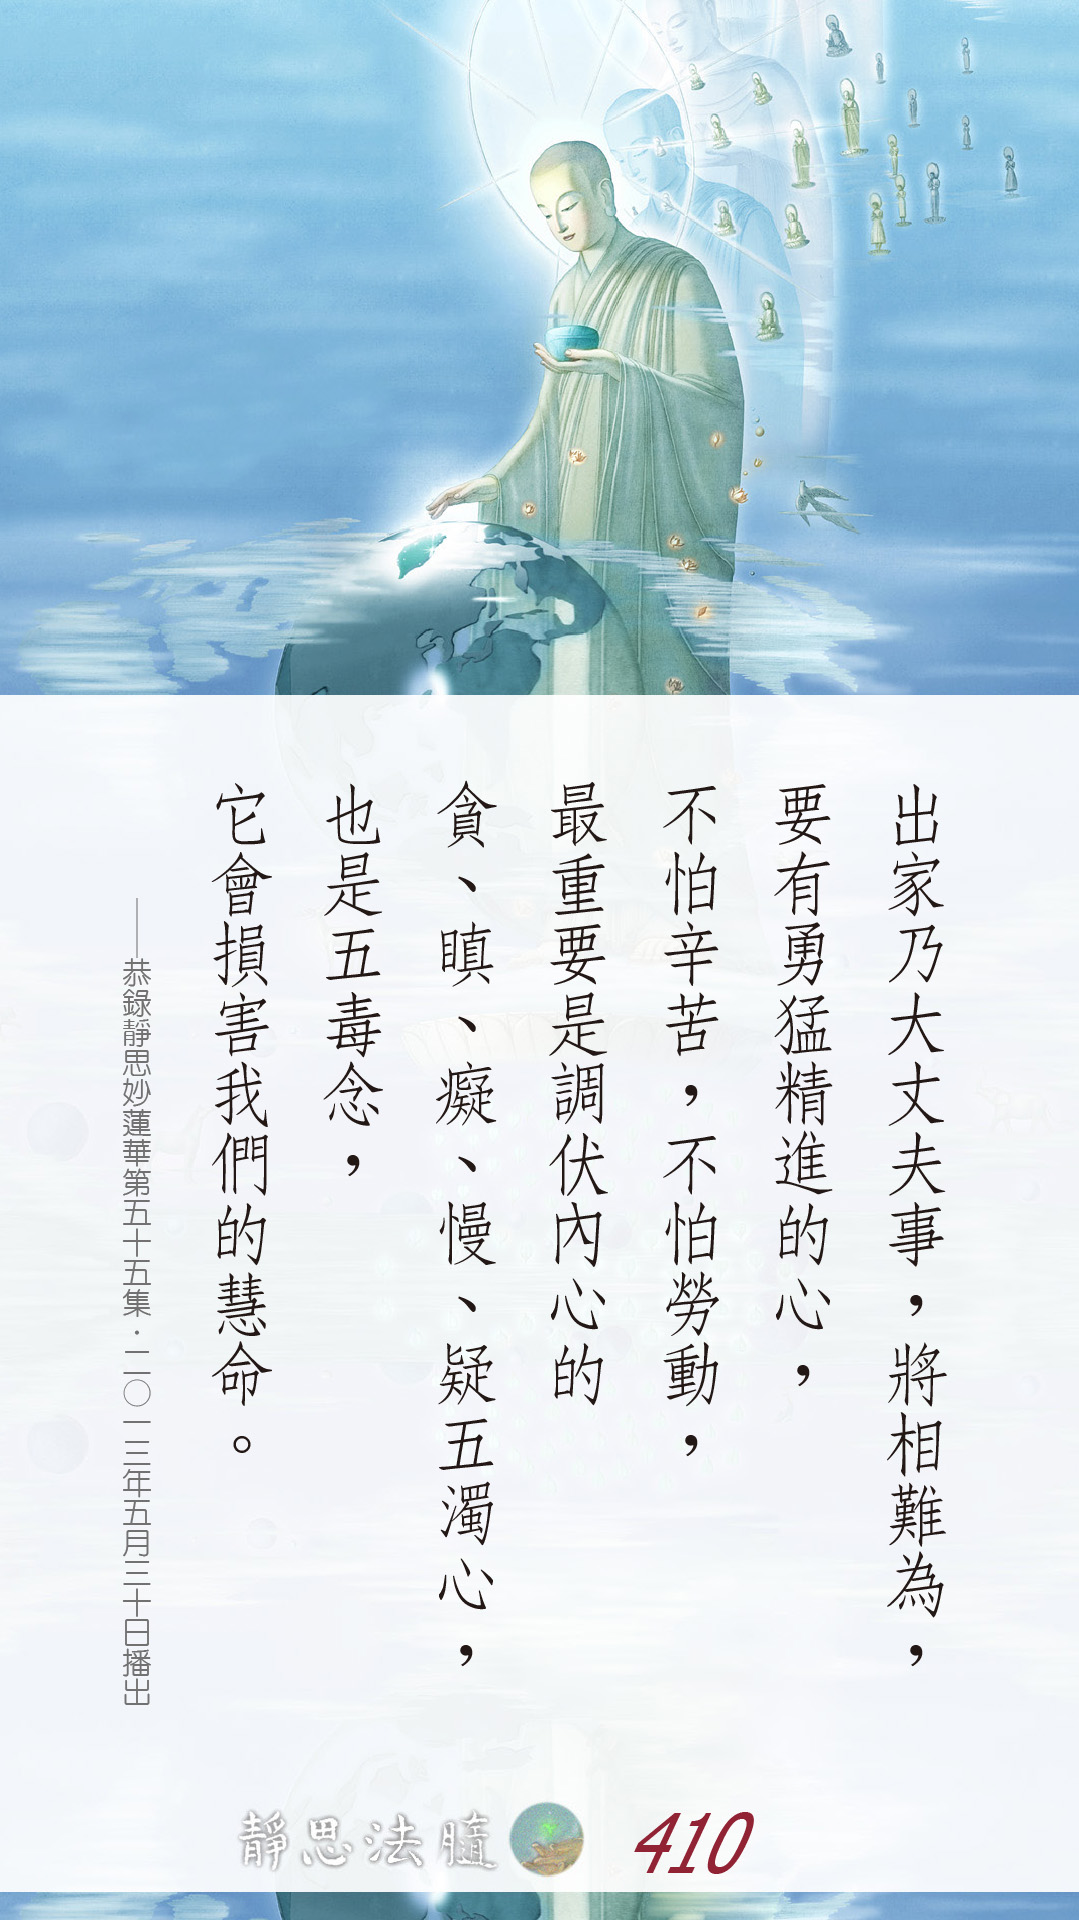 出家乃大丈夫事，將相難為，
要有勇猛精進的心，
不怕辛苦，不怕勞動，
最重要是調伏內心的
貪、瞋、癡、慢、疑五濁心，
也是五毒念，
它會損害我們的慧命。
——恭錄靜思妙蓮華第五十五集．二〇一三年五月三十日播出
靜思法髓 410